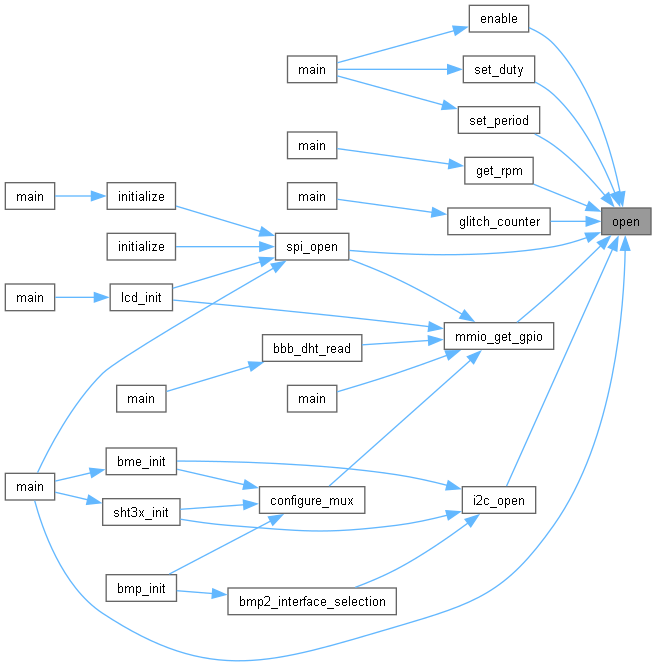 enable
main
set_duty
set_period
main
get_rpm
main
initialize
main
glitch_counter
open
initialize
spi_open
main
lcd_init
mmio_get_gpio
bbb_dht_read
main
main
bme_init
main
configure_mux
i2c_open
sht3x_init
bmp_init
bmp2_interface_selection